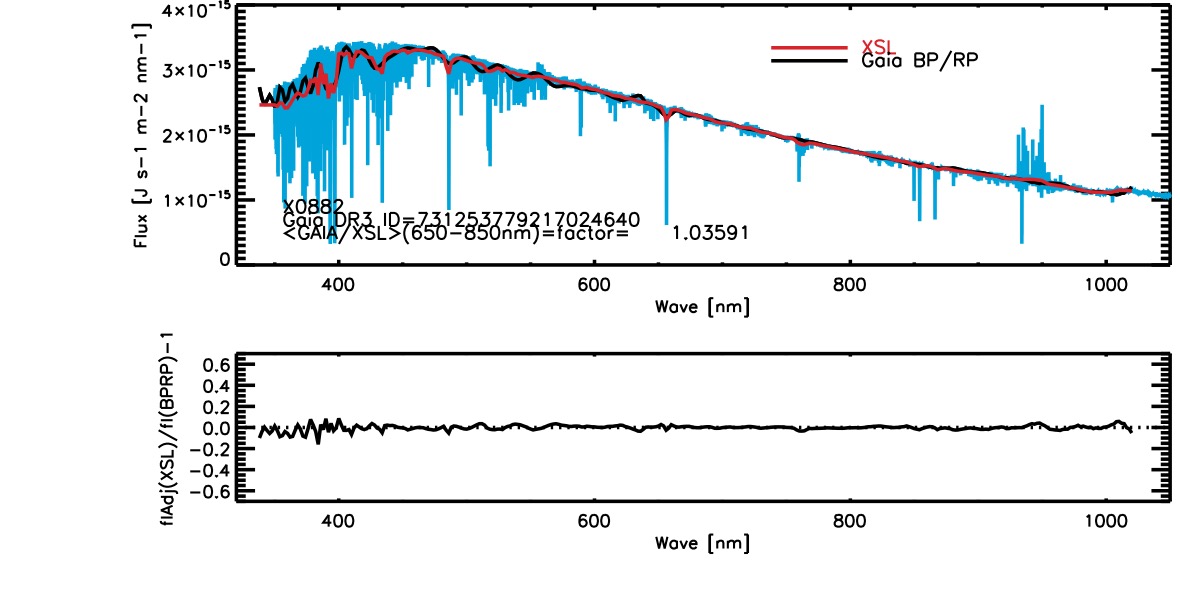 4×10−15
3×10−15
2×10−15
1×10−15
0
Flux [J s−1 m−2 nm−1]
XSL
Gaia BP/RP
X0882
Gaia DR3 ID=731253779217024640
<GAIA/XSL>(650−850nm)=factor= 1.03591
400 600 800 1000
Wave [nm]
0.6
0.4
0.2
0.0
−0.2
−0.4
−0.6
flAdj(XSL)/fl(BPRP)−1
400 600 800 1000
Wave [nm]